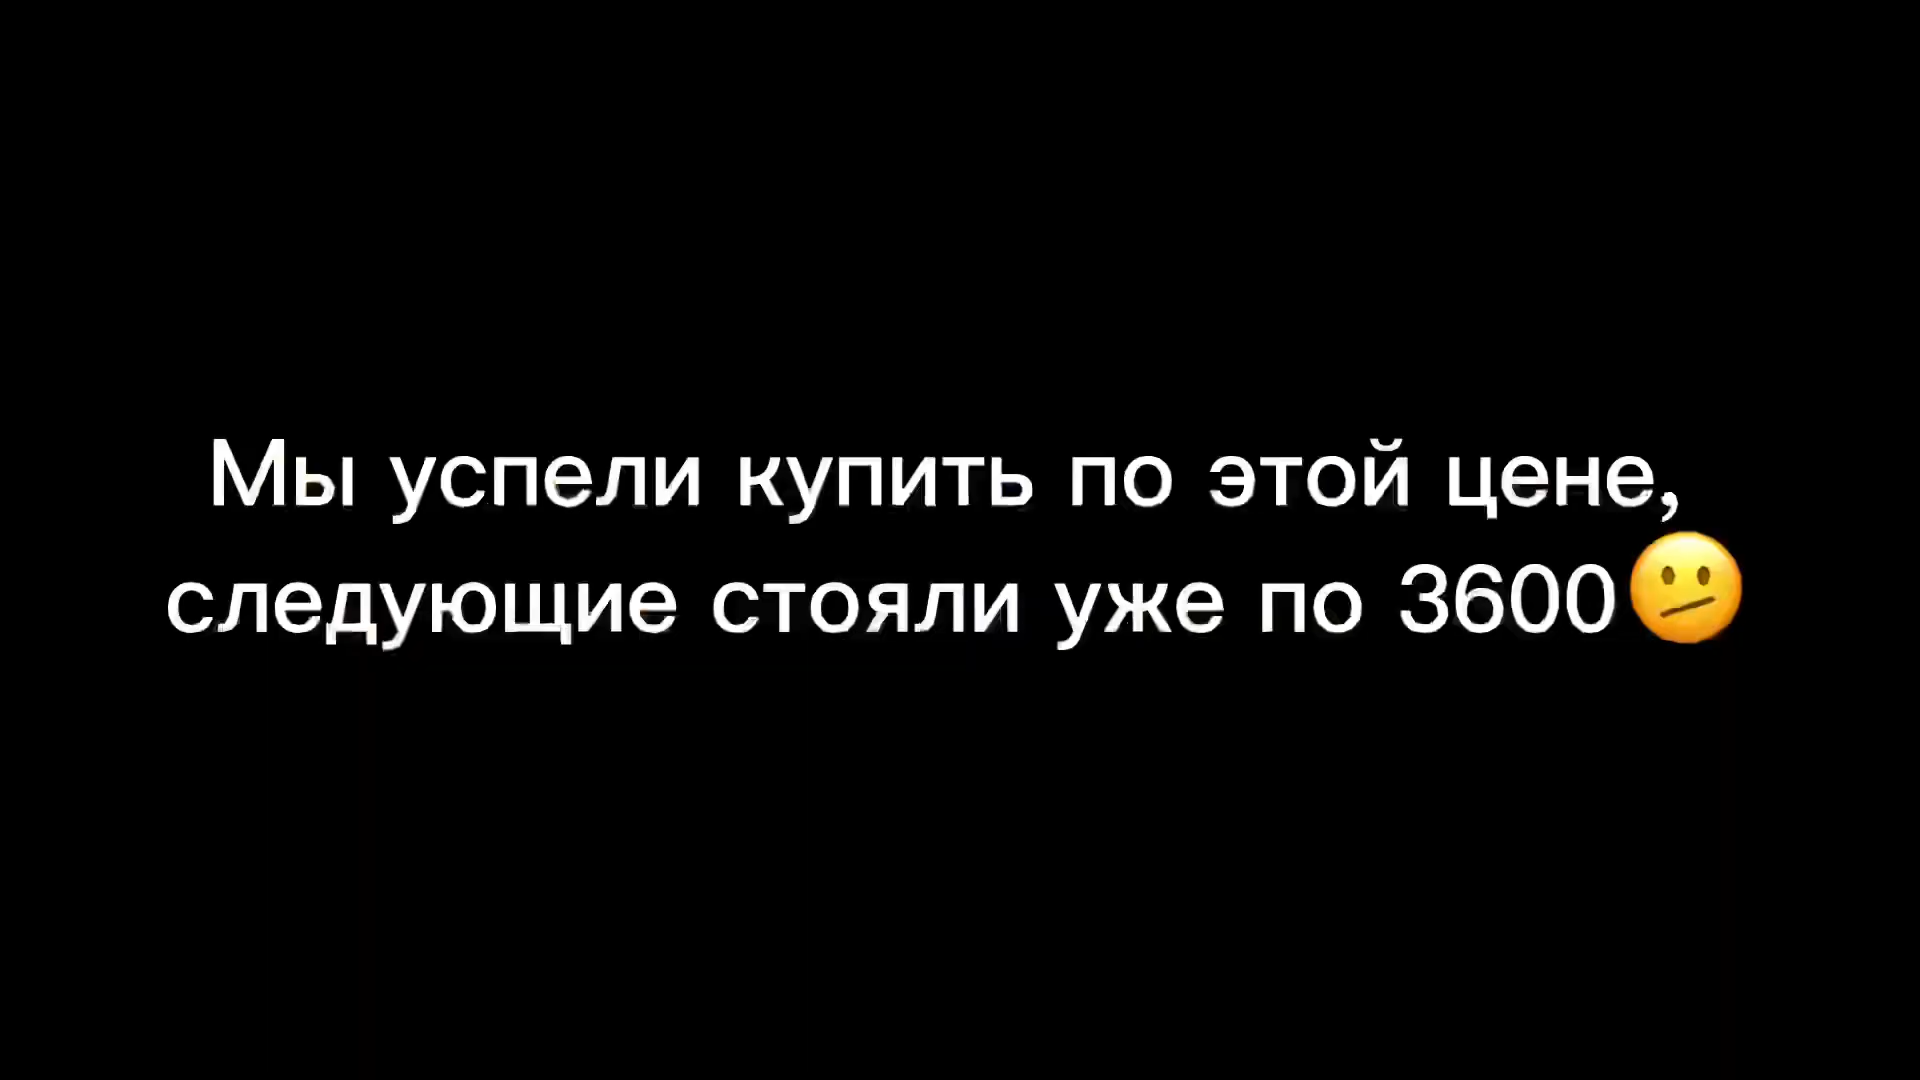 Мы успели купить по этой цене,
следующие стояли уже по 3600🫤